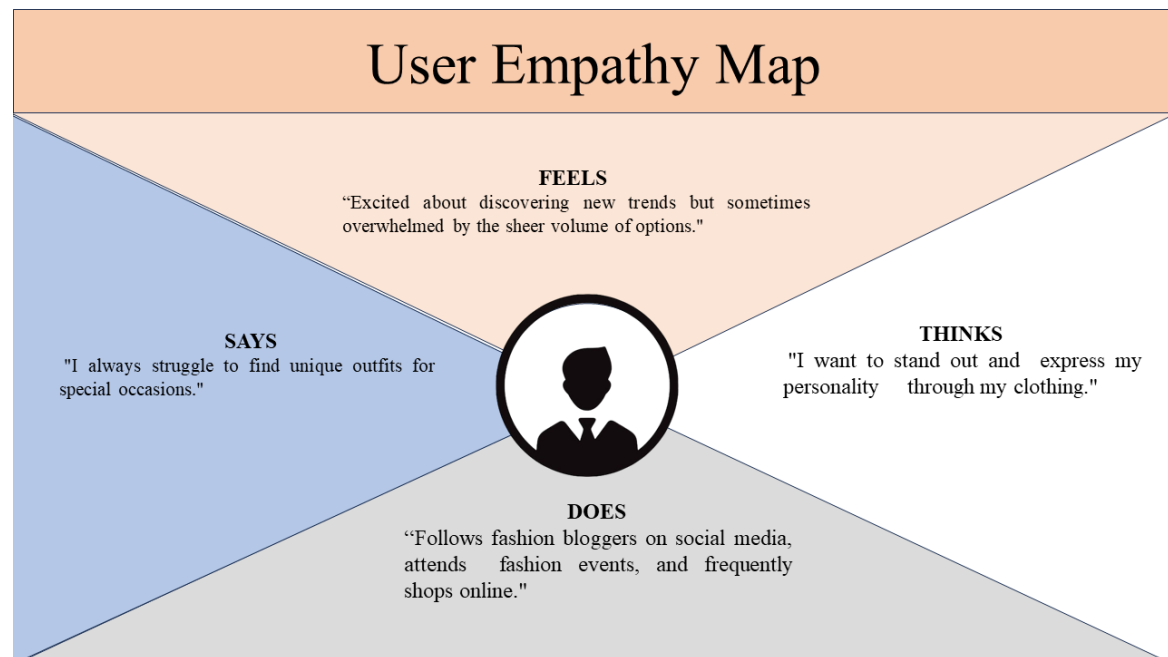 User Empathy Map
FEELS
“Excited about discovering new trends but sometimes
overwhelmed by the sheer volume of options."
SAYS
"I always struggle to find unique outfits for
special occasions."
THINKS
"I want to stand out and express my
personality through my clothing."
DOES
“Follows fashion bloggers on social media,
attends fashion events, and frequently
shops online."